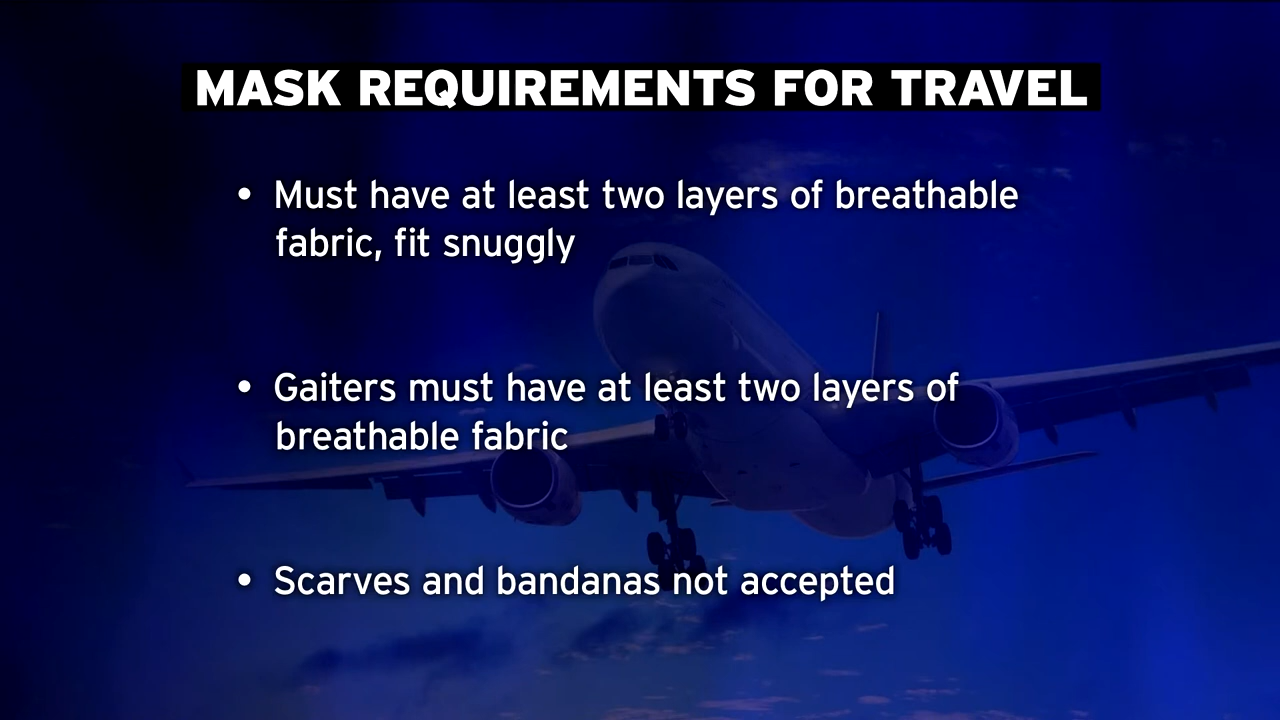 MASK REQUIREMENTS FOR TRAVEL
• Must have at least two layers of breathable
fabric, fit snuggly
• Gaiters must have at least two layers of
breathable fabric
• Scarves and bandanas not accepted